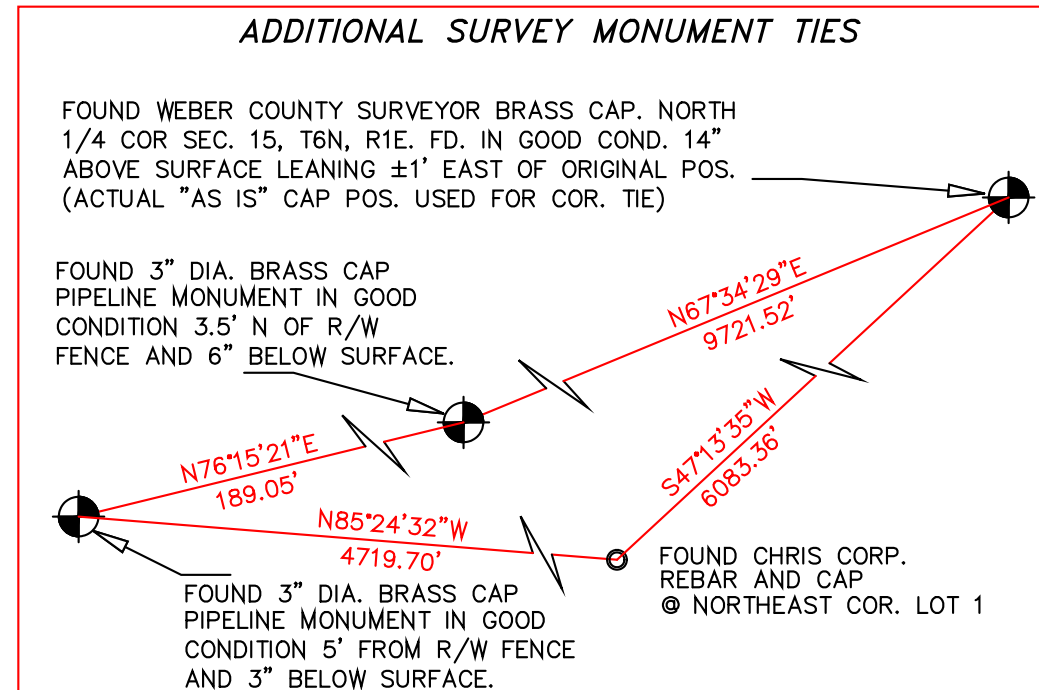 ADDITIONAL SURVEY MONUMENT TIES
FOUND WEBER COUNTY SURVEYOR BRASS CAP. NORTH
1/4 COR SEC. 15, T6N, R1E. FD. IN GOOD COND. 14"
ABOVE SURFACE LEANING ±1' EAST OF ORIGINAL POS.
(ACTUAL "AS IS" CAP POS. USED FOR COR. TIE)
FOUND 3" DIA. BRASS CAP
PIPELINE MONUMENT IN GOOD
CONDITION 3.5' N OF R/W
FENCE AND 6" BELOW SURFACE.
N67°34'29"E
9721.52'
N76°15'21"E
189.05'
S47°13'35"W
6083.36'
N85°24'32"W
4719.70'
FOUND CHRIS CORP.
REBAR AND CAP
@ NORTHEAST COR. LOT 1
FOUND 3" DIA. BRASS CAP
PIPELINE MONUMENT IN GOOD
CONDITION 5' FROM R/W FENCE
AND 3" BELOW SURFACE.